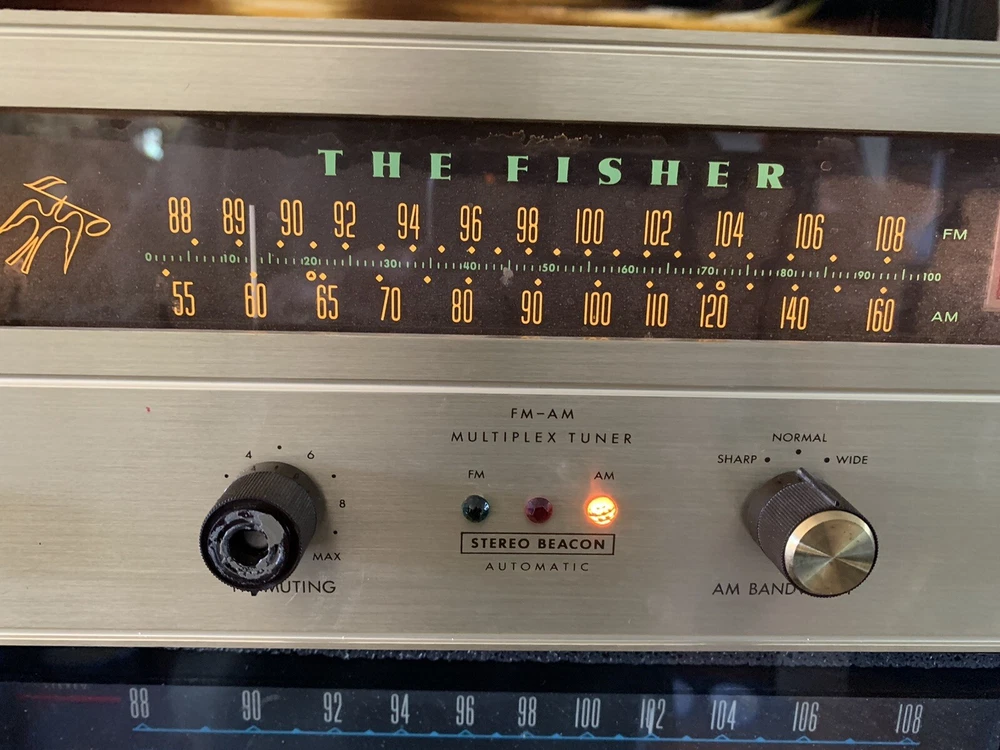 THE FISHER
88 89 90 92 94 96 98 100 102 104 106 108 FM
0 10 20 30 40 50 60 70 80 90 100
55 60 65 70 80 90 100 110 120 140 160 AM
FM-AM
MULTIPLEX TUNER
FM AM
STEREO BEACON
AUTOMATIC
4 6
8
MAX
MUTING
NORMAL
SHARP WIDE
AM
88 90 92 94 96 98 100 102 104 106 108